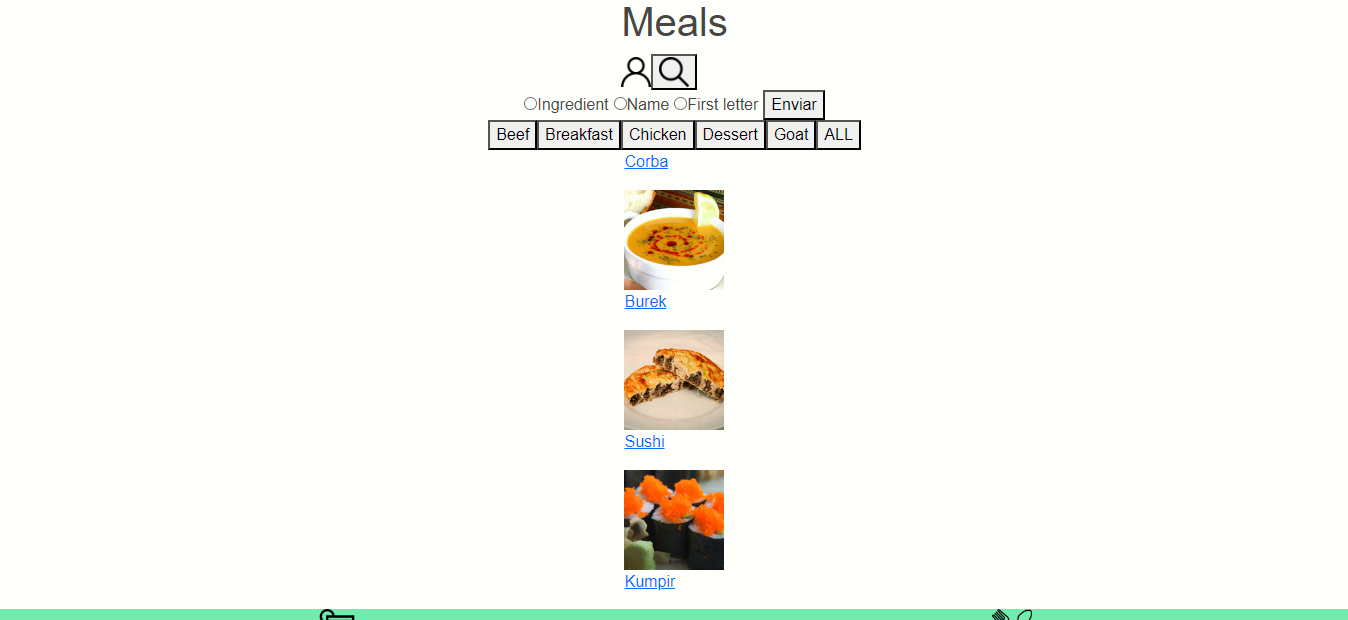 Meals
Ingredient Name First letter Enviar
Beef Breakfast Chicken Dessert Goat ALL
Corba
Burek
Sushi
Kumpir